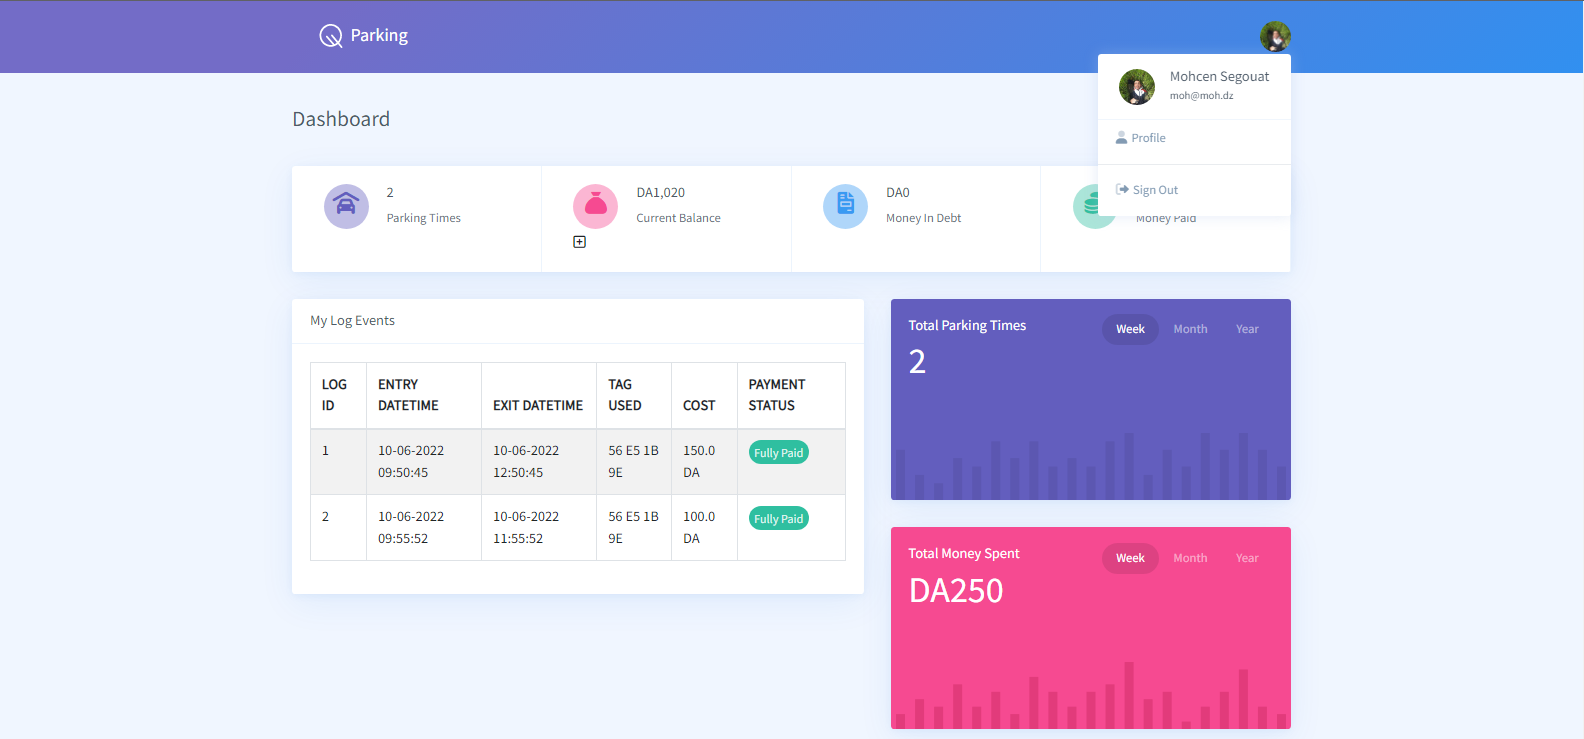 Parking
Mohcen Segouat
moh@moh.dz
Profile
Sign Out
Dashboard
2
Parking Times
DA1,020
Current Balance
DA0
Money In Debt
Money Paid
My Log Events
LOG ID
ENTRY DATETIME
EXIT DATETIME
TAG USED
COST
PAYMENT STATUS
1
10-06-2022 09:50:45
10-06-2022 12:50:45
56 E5 1B 9E
150.0 DA
Fully Paid
2
10-06-2022 09:55:52
10-06-2022 11:55:52
56 E5 1B 9E
100.0 DA
Fully Paid
Total Parking Times
Week Month Year
2
Total Money Spent
Week Month Year
DA250